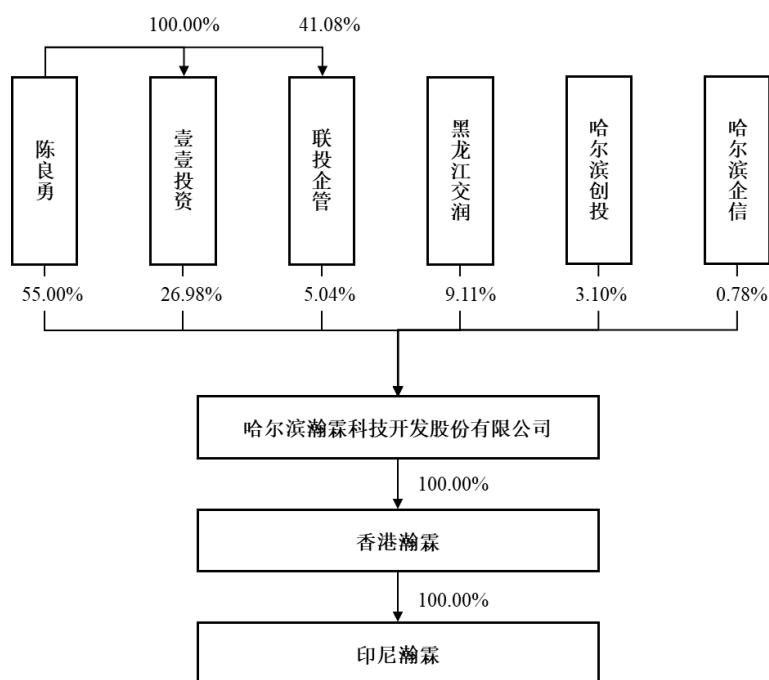 100.00%
41.08%
陈良勇
壹壹投资
联投企管
黑龙江交润
哈尔滨创投
哈尔滨企信
55.00%
26.98%
5.04%
9.11%
3.10%
0.78%
哈尔滨瀚霖科技开发股份有限公司
100.00%
香港瀚霖
100.00%
印尼瀚霖